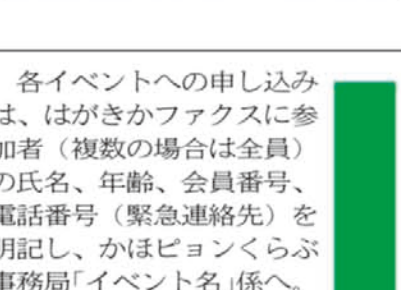 各イベントへの申し込み
は、はがきかファクスに参
加者（複数の場合は全員）
の氏名、年齢、会員番号、
電話番号（緊急連絡先）を
明記し、かほピョンくらぶ
事務局「イベント名」係へ。